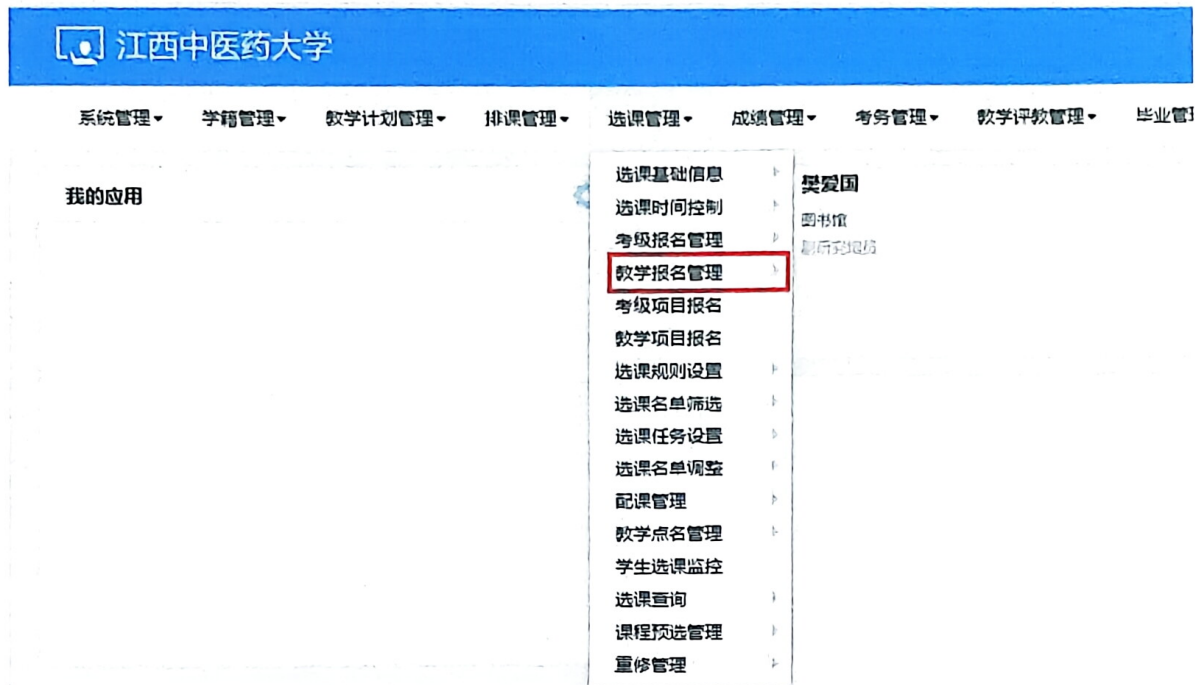 江西中医药大学
系统管理 学籍管理 教学计划管理 排课管理 选课管理 成绩管理 考务管理 教学评教管理 毕业管
我的应用
选课基础信息
选课时间控制
考级报名管理
教学报名管理
考级项目报名
教学项目报名
选课规则设置
选课名单筛选
选课任务设置
选课名单调整
配课管理
教学点名管理
学生选课监控
选课查询
课程预选管理
重修管理
樊爱国
图书馆